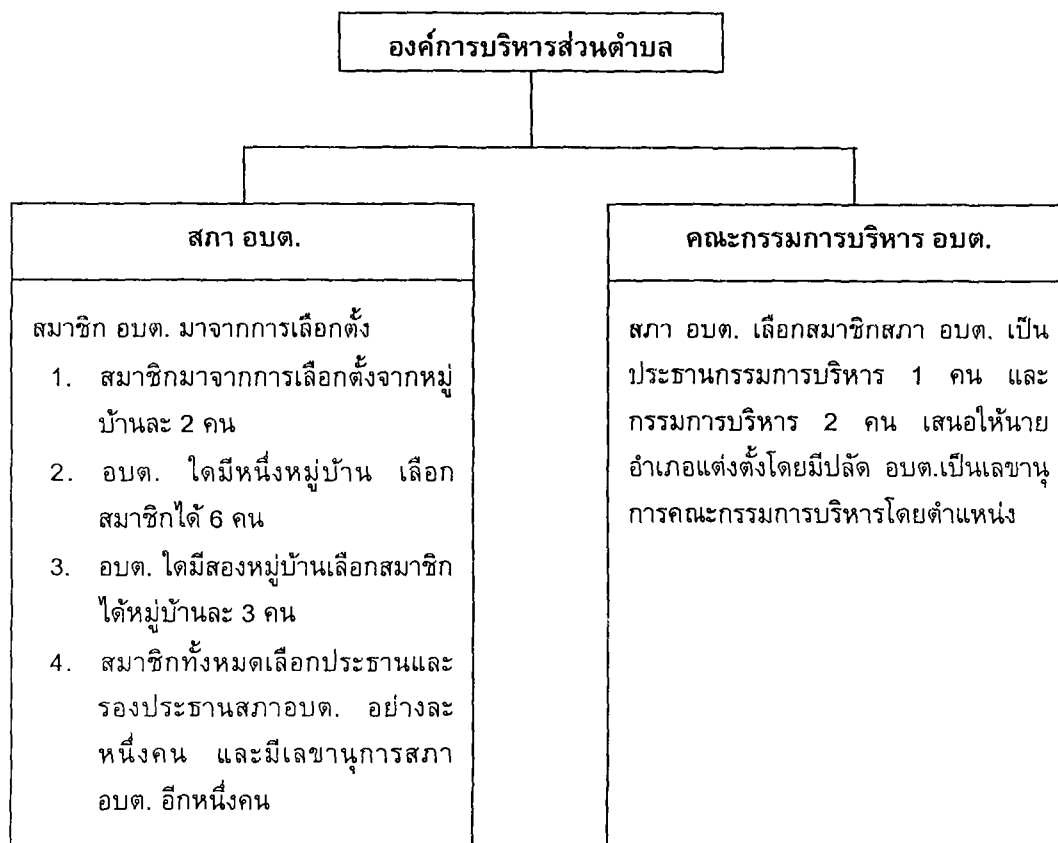 องค์การบริหารส่วนตำบล
สภา อบต.
สมาชิก อบต. มาจากการเลือกตั้ง
1. สมาชิกมาจากการเลือกตั้งจากหมู่
บ้านละ 2 คน
2. อบต. ใดมีหนึ่งหมู่บ้าน เลือก
สมาชิกได้ 6 คน
3. อบต. ใดมีสองหมู่บ้านเลือกสมาชิก
ได้หมู่บ้านละ 3 คน
4. สมาชิกทั้งหมดเลือกประธานและ
รองประธานสภาอบต. อย่างละ
หนึ่งคน และมีเลขานุการสภา
อบต. อีกหนึ่งคน
คณะกรรมการบริหาร อบต.
สภา อบต. เลือกสมาชิกสภา อบต. เป็น
ประธานกรรมการบริหาร 1 คน และ
กรรมการบริหาร 2 คน เสนอให้นาย
อำเภอแต่งตั้งโดยมีปลัด อบต.เป็นเลขานุ
การคณะกรรมการบริหารโดยตำแหน่ง